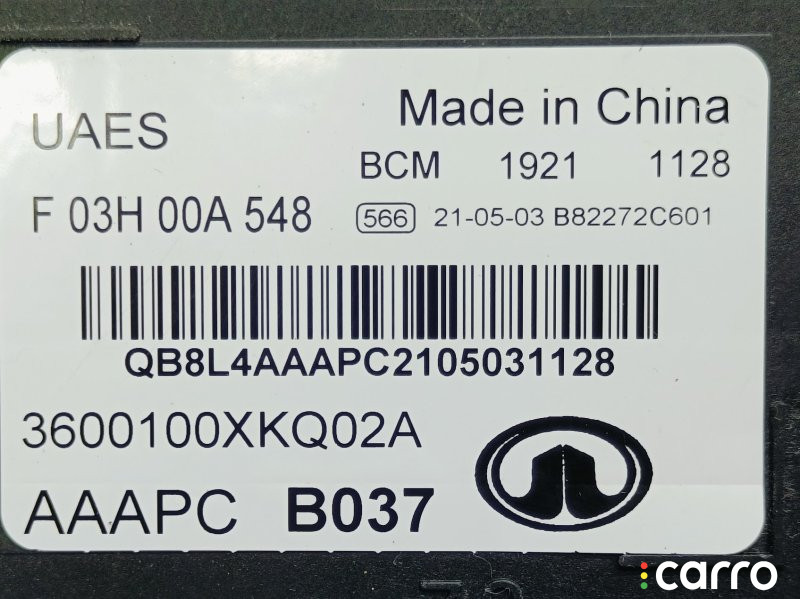 UAES
Made in China
BCM 1921 1128
F 03H 00A 548 566 21-05-03 B82272C601
QB8L4AAAPC2105031128
3600100XKQ02A
AAAPC B037
carro